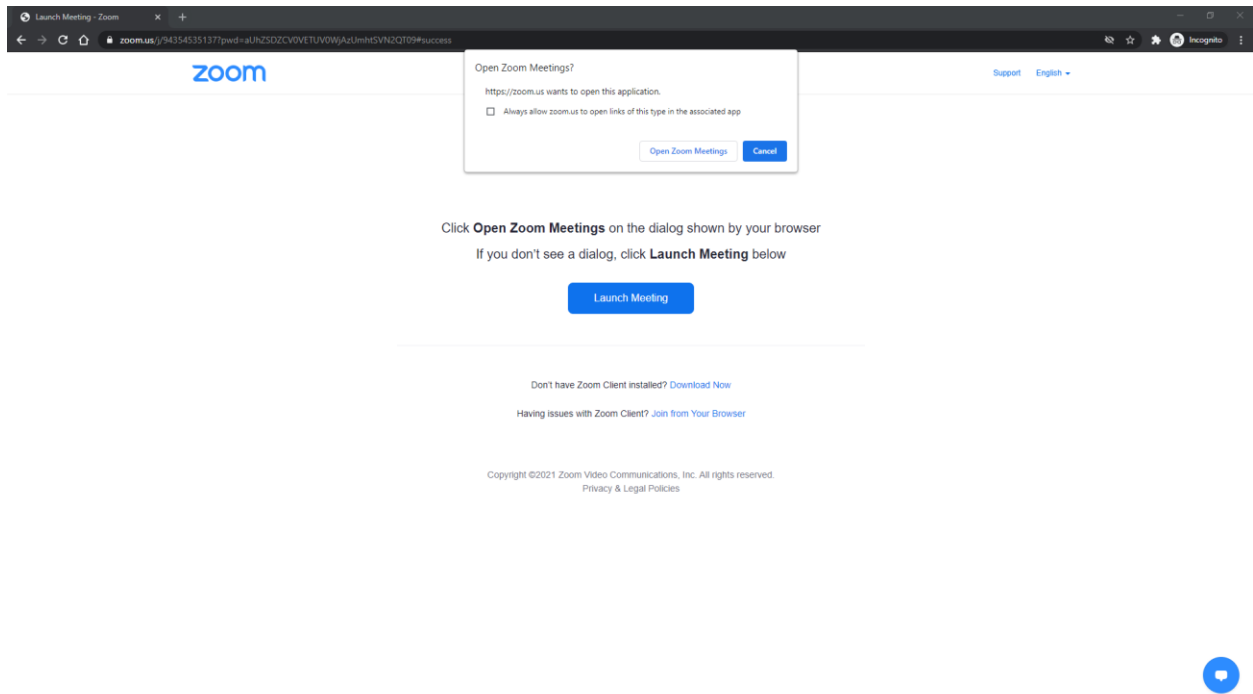 Launch Meeting - Zoom
zoom.us/j/94354535137?pwd=aUhZSDZCV0VETUV0WjAzUmhtSVN2QT09#success
Incognito
zoom
Support English
Open Zoom Meetings?
https://zoom.us wants to open this application.
Always allow zoom.us to open links of this type in the associated app
Open Zoom Meetings Cancel
Click Open Zoom Meetings on the dialog shown by your browser
If you don't see a dialog, click Launch Meeting below
Launch Meeting
Don't have Zoom Client installed? Download Now
Having issues with Zoom Client? Join from Your Browser
Copyright ©2021 Zoom Video Communications, Inc. All rights reserved.
Privacy & Legal Policies